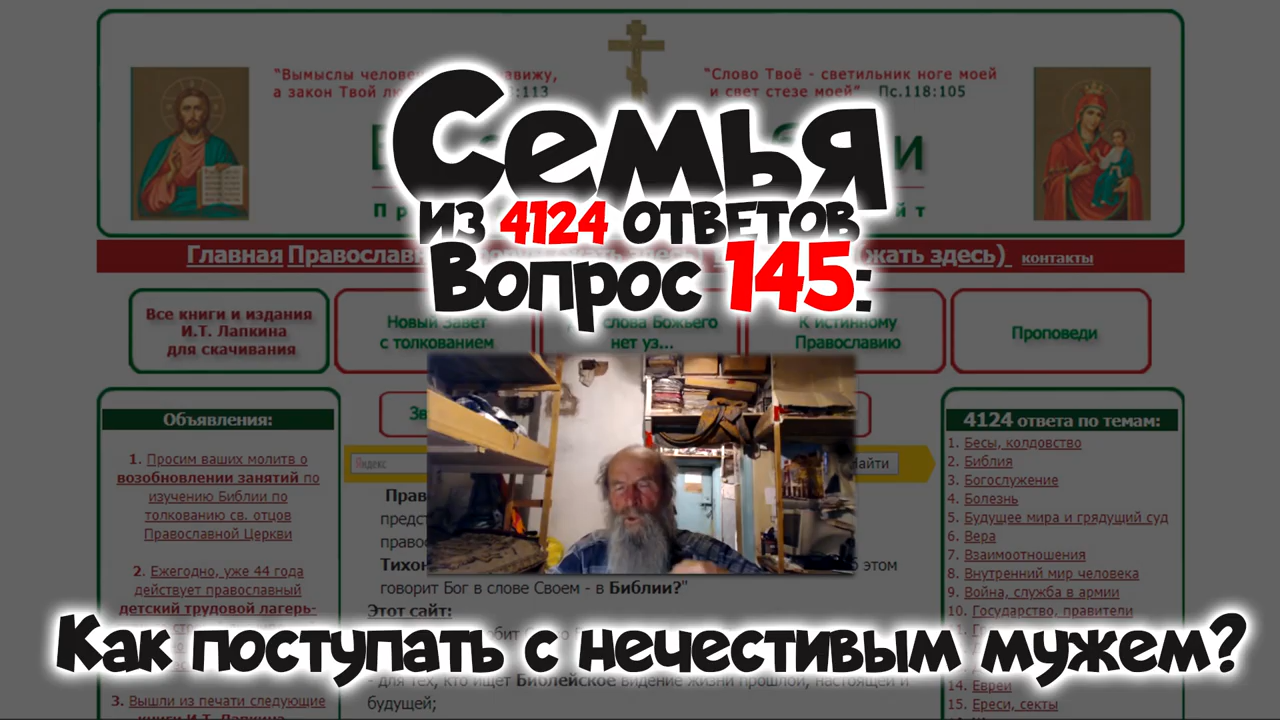 "Вымыслы
"Слово Твоё - светильник ноге моей
а закон Твой
:113
и свет стезе моей" Пс.118:105
Семья
из 4124 ответов
Вопрос 145:
Главная
жать здесь)
контакты
Все книги и издания
И.Т. Лапкина
для скачивания
Новый Завет
с толкованием
слова Божьего
нет уз...
К истинному
Православию
Проповеди
Объявления:
1. Просим ваших молитв о
возобновлении занятий по
изучению Библии по
толкованию св. отцов
Православной Церкви
2. Ежегодно, уже 44 года
действует православный
детский трудовой лагерь-
3. Вышли из печати следующие
книги И.Т. Лапкина
Яндекс
Найти
этом
говорит Бог в слове Своем - в Библии?"
Этот сайт:
- для тех, кто ищет Библейское видение жизни прошлой, настоящей и
будущей;
4124 ответа по темам:
1. Бесы, колдовство
2. Библия
3. Богослужение
4. Болезнь
5. Будущее мира и грядущий суд
6. Вера
7. Взаимоотношения
8. Внутренний мир человека
9. Война, служба в армии
10. Государство, правители
14. Евреи
15. Ереси, секты
Как поступать с нечестивым мужем?